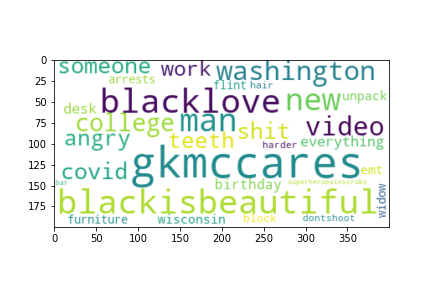 0
25
50
75
100
125
150
175
someone work washington
arrests flint hair
blacklove new unpack
desk college man shit video
angry teeth harder everything
covid gkmccares emt
bar birthday superheroesinscrubs
blackisbeautiful widow
furniture wisconsin block dontshoot
0 50 100 150 200 250 300 350